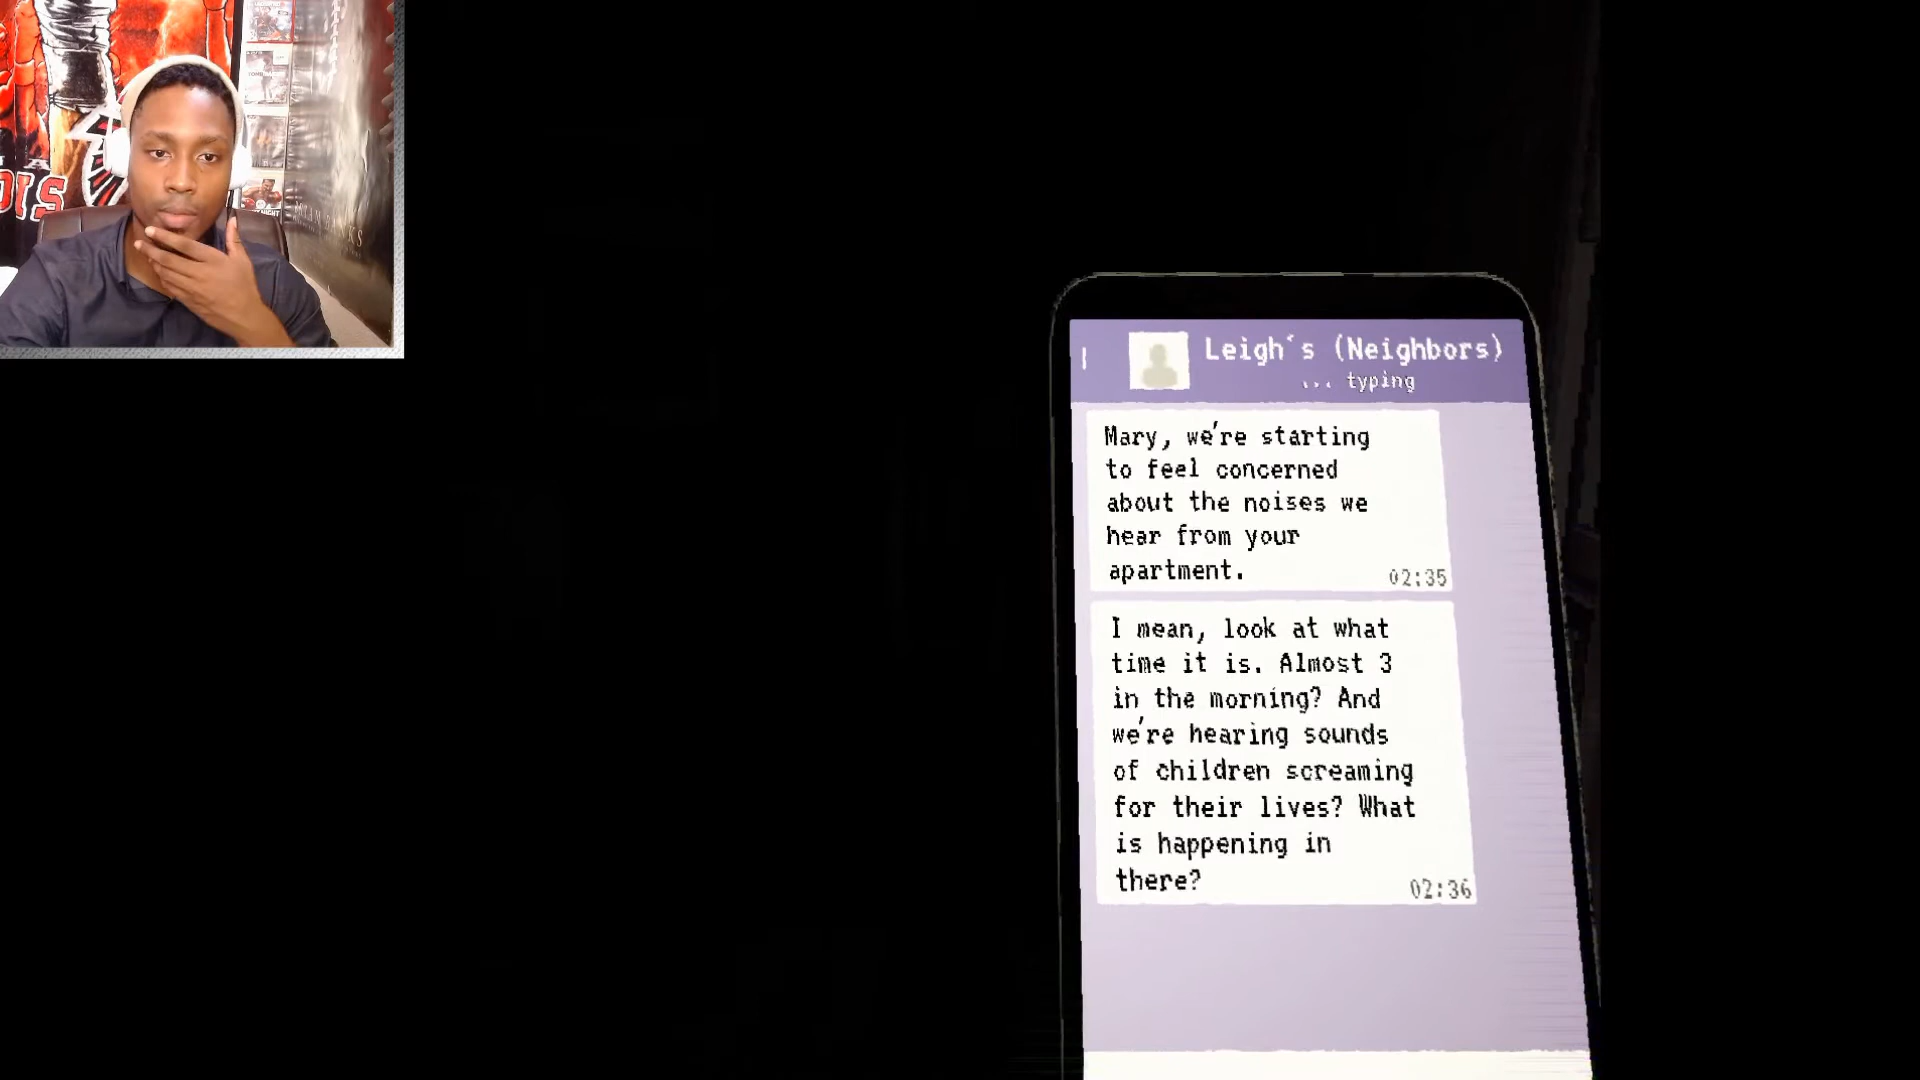 Leigh's (Neighbors)
... typing
Mary, we're starting
to feel concerned
about the noises we
hear from your
apartment.
02:35
I mean, look at what
time it is. Almost 3
in the morning? And
we're hearing sounds
of children screaming
for their lives? What
is happening in
there?
02:36